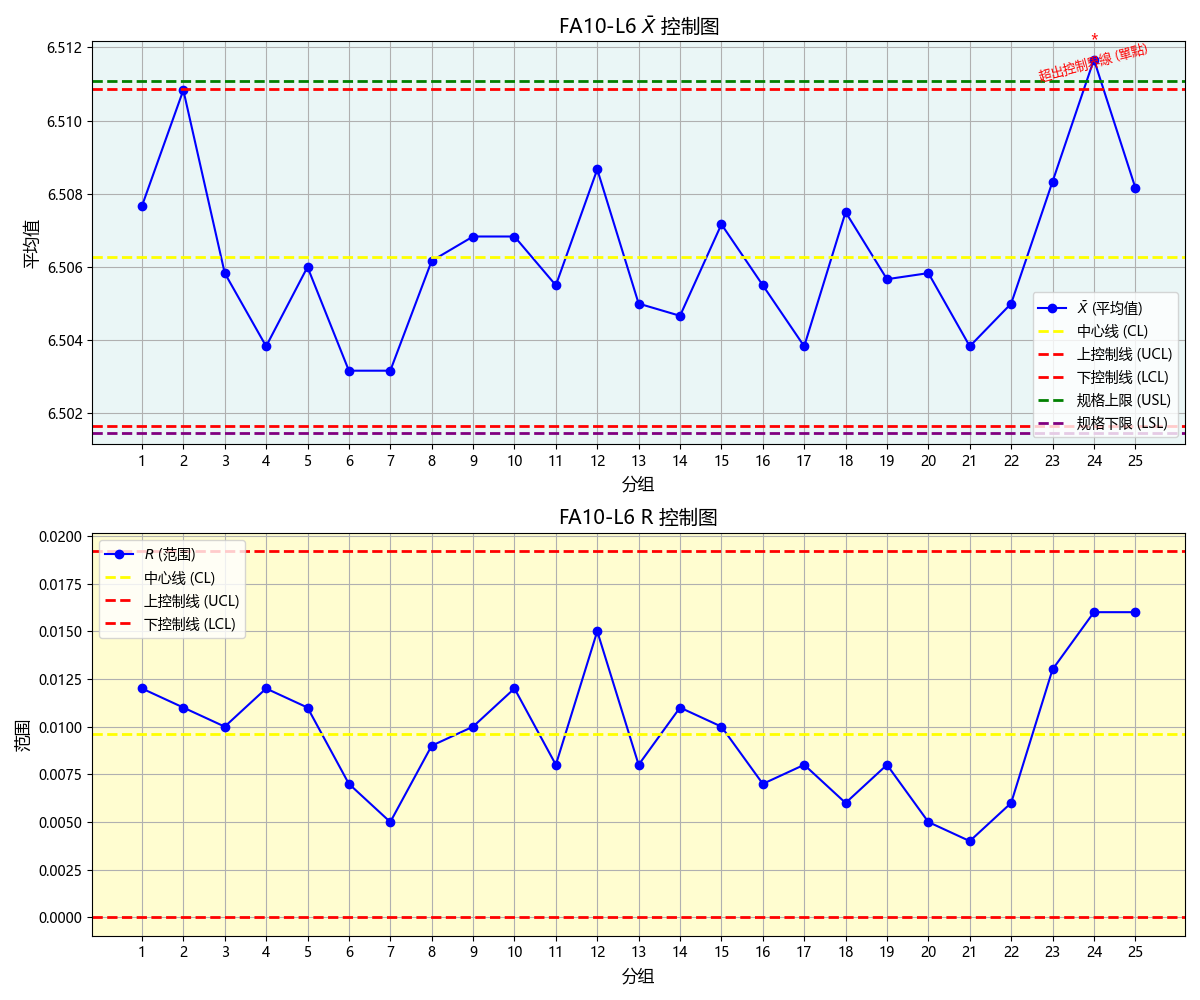 FA10-L6 X̄ 控制图
*
超出控制界線 (單點)
6.512
6.510
6.508
6.506
6.504
6.502
平均值
X̄ (平均值)
中心线 (CL)
上控制线 (UCL)
下控制线 (LCL)
规格上限 (USL)
规格下限 (LSL)
1 2 3 4 5 6 7 8 9 10 11 12 13 14 15 16 17 18 19 20 21 22 23 24 25
分组
FA10-L6 R 控制图
0.0200
0.0175
0.0150
0.0125
0.0100
0.0075
0.0050
0.0025
0.0000
范围
R (范围)
中心线 (CL)
上控制线 (UCL)
下控制线 (LCL)
1 2 3 4 5 6 7 8 9 10 11 12 13 14 15 16 17 18 19 20 21 22 23 24 25
分组